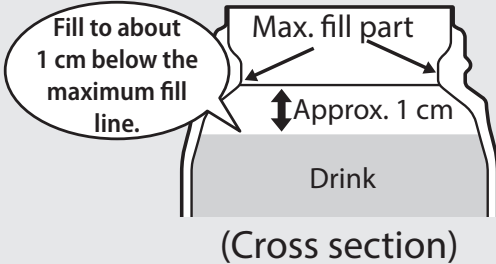 Fill to about
1 cm below the
maximum fill
line.
Max. fill part
Approx. 1 cm
Drink
(Cross section)